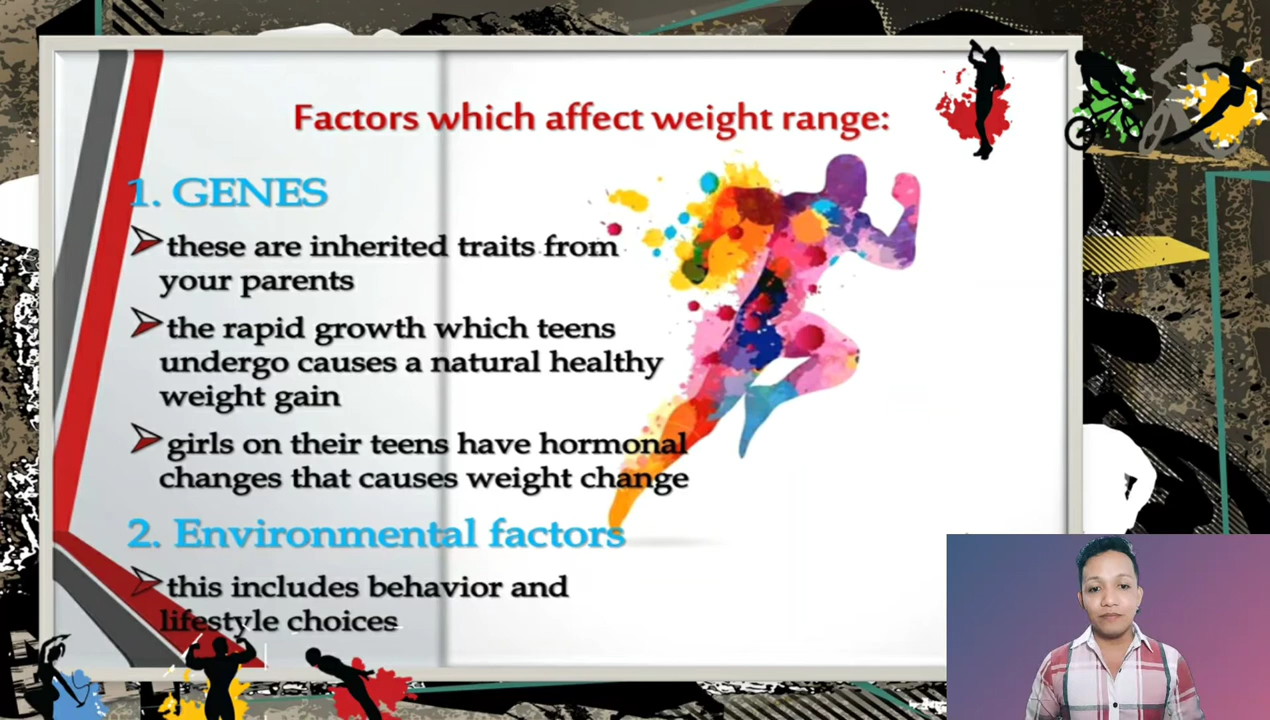 Factors which affect weight range:
1. GENES
these are inherited traits from
your parents
the rapid growth which teens
undergo causes a natural healthy
weight gain
girls on their teens have hormonal
changes that causes weight change
2. Environmental factors
this includes behavior and
lifestyle choices